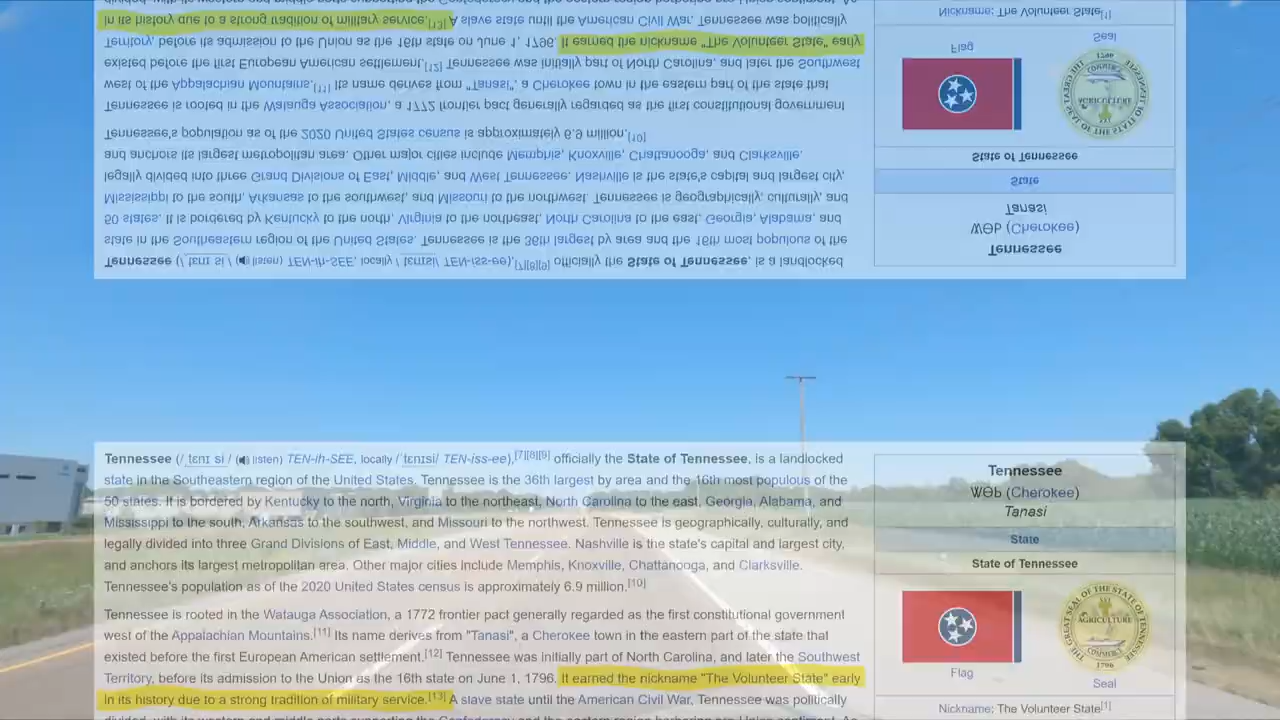 Tennessee (/ˌtɛnɪˈsiː/ (listen) TEN-ih-SEE, locally /ˈtɛnɪsi/ TEN-iss-ee),[7][8][9] officially the State of Tennessee, is a landlocked
state in the Southeastern region of the United States. Tennessee is the 36th largest by area and the 16th most populous of the
50 states. It is bordered by Kentucky to the north, Virginia to the northeast, North Carolina to the east, Georgia, Alabama, and
Mississippi to the south, Arkansas to the southwest, and Missouri to the northwest. Tennessee is geographically, culturally, and
legally divided into three Grand Divisions of East, Middle, and West Tennessee. Nashville is the state's capital and largest city,
and anchors its largest metropolitan area. Other major cities include Memphis, Knoxville, Chattanooga, and Clarksville.
Tennessee's population as of the 2020 United States census is approximately 6.9 million.[10]
Tennessee is rooted in the Watauga Association, a 1772 frontier pact generally regarded as the first constitutional government
west of the Appalachian Mountains.[11] Its name derives from "Tanasi", a Cherokee town in the eastern part of the state that
existed before the first European American settlement.[12] Tennessee was initially part of North Carolina, and later the Southwest
Territory, before its admission to the Union as the 16th state on June 1, 1796. It earned the nickname "The Volunteer State" early
in its history due to a strong tradition of military service.[13] A slave state until the American Civil War, Tennessee was politically
Tennessee
ᏔᎾᏏ (Cherokee)
Tanasi
State
State of Tennessee
THE GREAT SEAL OF THE STATE OF TENNESSEE
AGRICULTURE
COMMERCE
1796
Flag
Seal
Nickname: The Volunteer State[1]